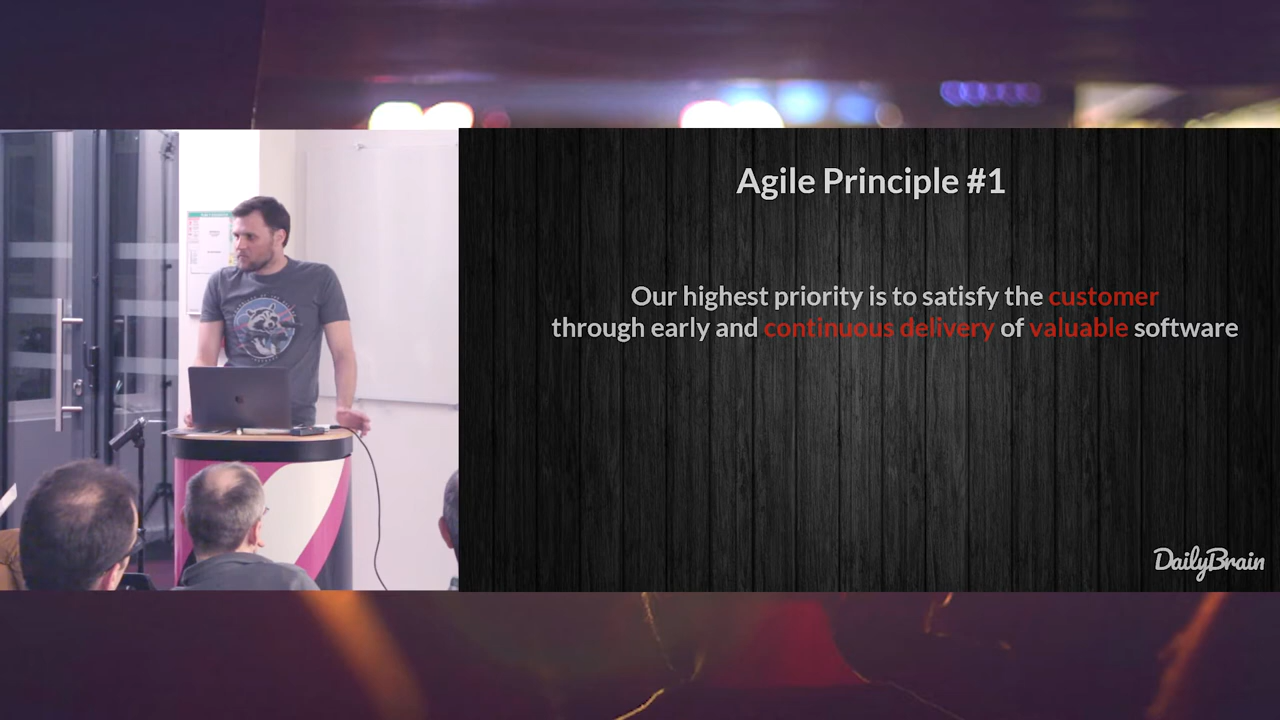 Agile Principle #1
Our highest priority is to satisfy the customer
through early and continuous delivery of valuable software
DailyBrain